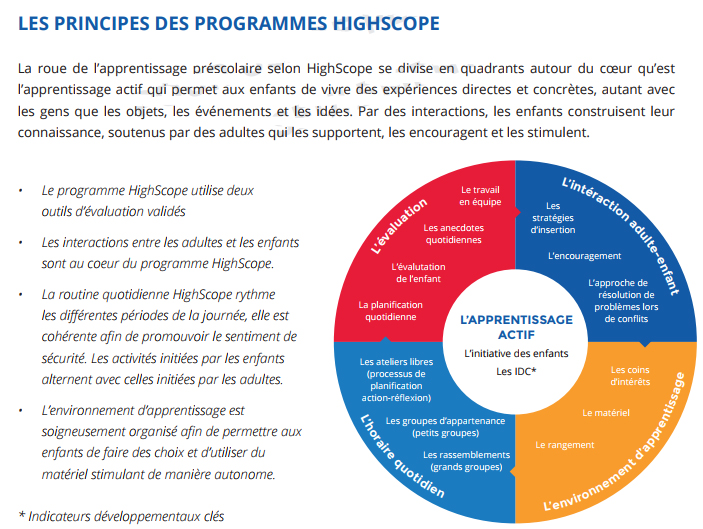 LES PRINCIPES DES PROGRAMMES HIGHSCOPE
La roue de l'apprentissage préscolaire selon HighScope se divise en quadrants autour du cœur qu'est
l'apprentissage actif qui permet aux enfants de vivre des expériences directes et concrètes, autant avec
les gens que les objets, les événements et les idées. Par des interactions, les enfants construisent leur
connaissance, soutenus par des adultes qui les supportent, les encouragent et les stimulent.
• Le programme HighScope utilise deux
outils d'évaluation validés
• Les interactions entre les adultes et les enfants
sont au coeur du programme HighScope.
• La routine quotidienne HighScope rythme
les différentes périodes de la journée, elle est
cohérente afin de promouvoir le sentiment de
sécurité. Les activités initiées par les enfants
alternent avec celles initiées par les adultes.
• L'environnement d'apprentissage est
soigneusement organisé afin de permettre aux
enfants de faire des choix et d'utiliser du
matériel stimulant de manière autonome.
* Indicateurs développementaux clés
L'évaluation
Le travail
en équipe
Les anecdotes
quotidiennes
L'évalutation
de l'enfant
La planification
quotidienne
L'intéraction adulte-enfant
Les
stratégies
d'insertion
L'encouragement
L'approche de
résolution de
problèmes lors
de conflits
L'APPRENTISSAGE
ACTIF
L'initiative des enfants
Les IDC*
Les ateliers libres
(processus de
planification
action-réflexion)
Les groupes d'appartenance
(petits groupes)
Les rassemblements
(grands groupes)
L'horaire quotidien
Les coins
d'intérêts
Le matériel
Le rangement
L'environnement d'apprentissage